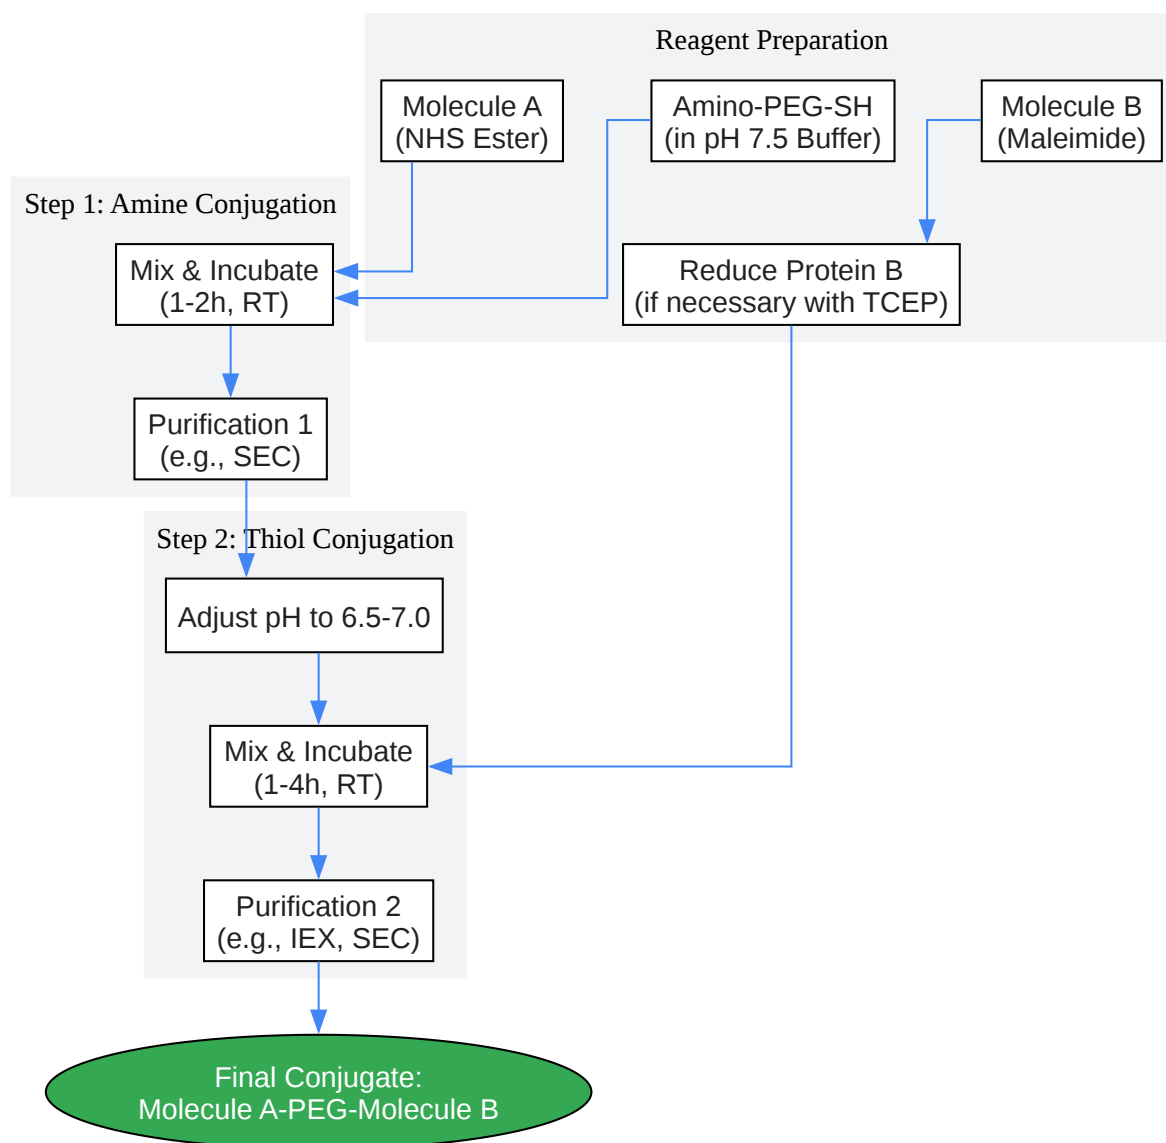 Reagent Preparation
Molecule A
(NHS Ester)
Amino-PEG-SH
(in pH 7.5 Buffer)
Molecule B
(Maleimide)
Step 1: Amine Conjugation
Mix & Incubate
(1-2h, RT)
Reduce Protein B
(if necessary with TCEP)
Purification 1
(e.g., SEC)
Step 2: Thiol Conjugation
Adjust pH to 6.5-7.0
Mix & Incubate
(1-4h, RT)
Purification 2
(e.g., IEX, SEC)
Final Conjugate:
Molecule A-PEG-Molecule B